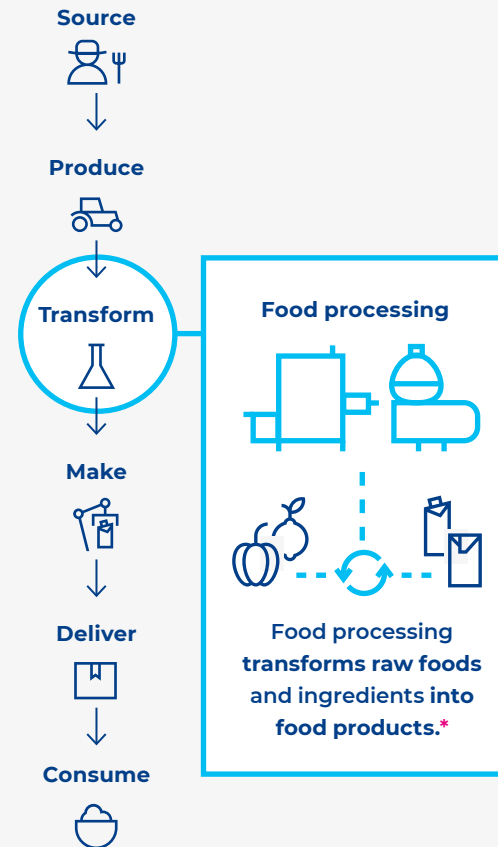 Source
Produce
Transform
Make
Deliver
Consume
Food processing
Food processing
transforms raw foods
and ingredients into
food products.*